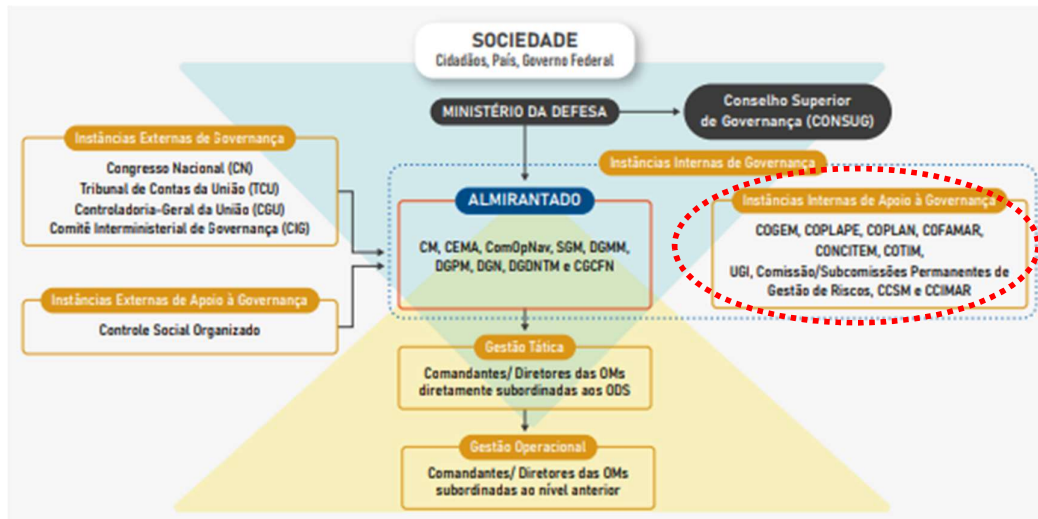 SOCIEDADE
Cidadãos, País, Governo Federal
MINISTÉRIO DA DEFESA
Conselho Superior
de Governança (CONSUG)
Instâncias Externas de Governança
Congresso Nacional (CN)
Tribunal de Contas da União (TCU)
Controladoria-Geral da União (CGU)
Comitê Interministerial de Governança (CIG)
Instâncias Internas de Governança
ALMIRANTADO
CM, CEMA, ComOpNav, SGM, DGMM,
DGPM, DGN, DGDNTM e CGCFN
Instâncias Internas de Apoio à Governança
COGEM, COPLAPE, COPLAN, COFAMAR,
CONCITEM, COTIM,
UGI, Comissão/Subcomissões Permanentes de
Gestão de Riscos, CCSM e CCIMAR
Instâncias Externas de Apoio à Governança
Controle Social Organizado
Gestão Tática
Comandantes/ Diretores das OMs
diretamente subordinadas aos ODS
Gestão Operacional
Comandantes/ Diretores das OMs
subordinadas ao nível anterior